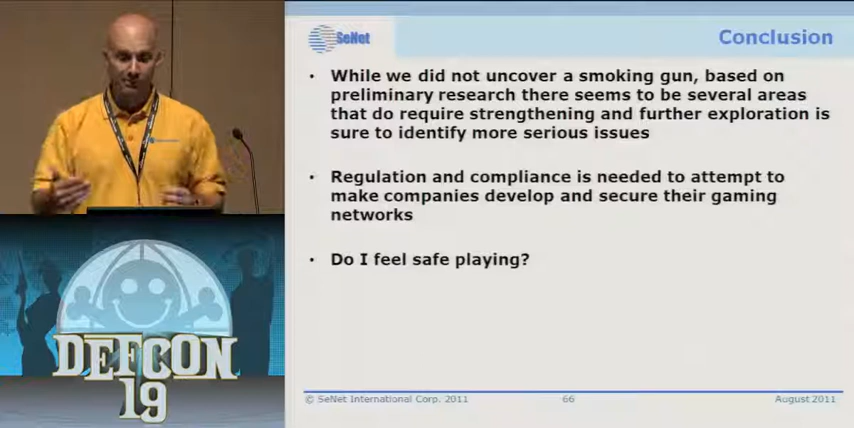 SeNet
Conclusion
• While we did not uncover a smoking gun, based on
preliminary research there seems to be several areas
that do require strengthening and further exploration is
sure to identify more serious issues
• Regulation and compliance is needed to attempt to
make companies develop and secure their gaming
networks
• Do I feel safe playing?
DEFCON
19
© SeNet International Corp. 2011 66 August 2011